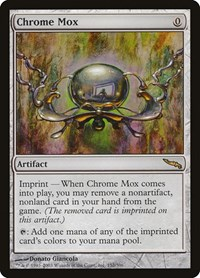 Chrome Mox 0
Artifact
Imprint — When Chrome Mox comes
into play, you may remove a nonartifact,
nonland card in your hand from the
game. (The removed card is imprinted on
this artifact.)
: Add one mana of any of the imprinted
card's colors to your mana pool.
Donato Giancola